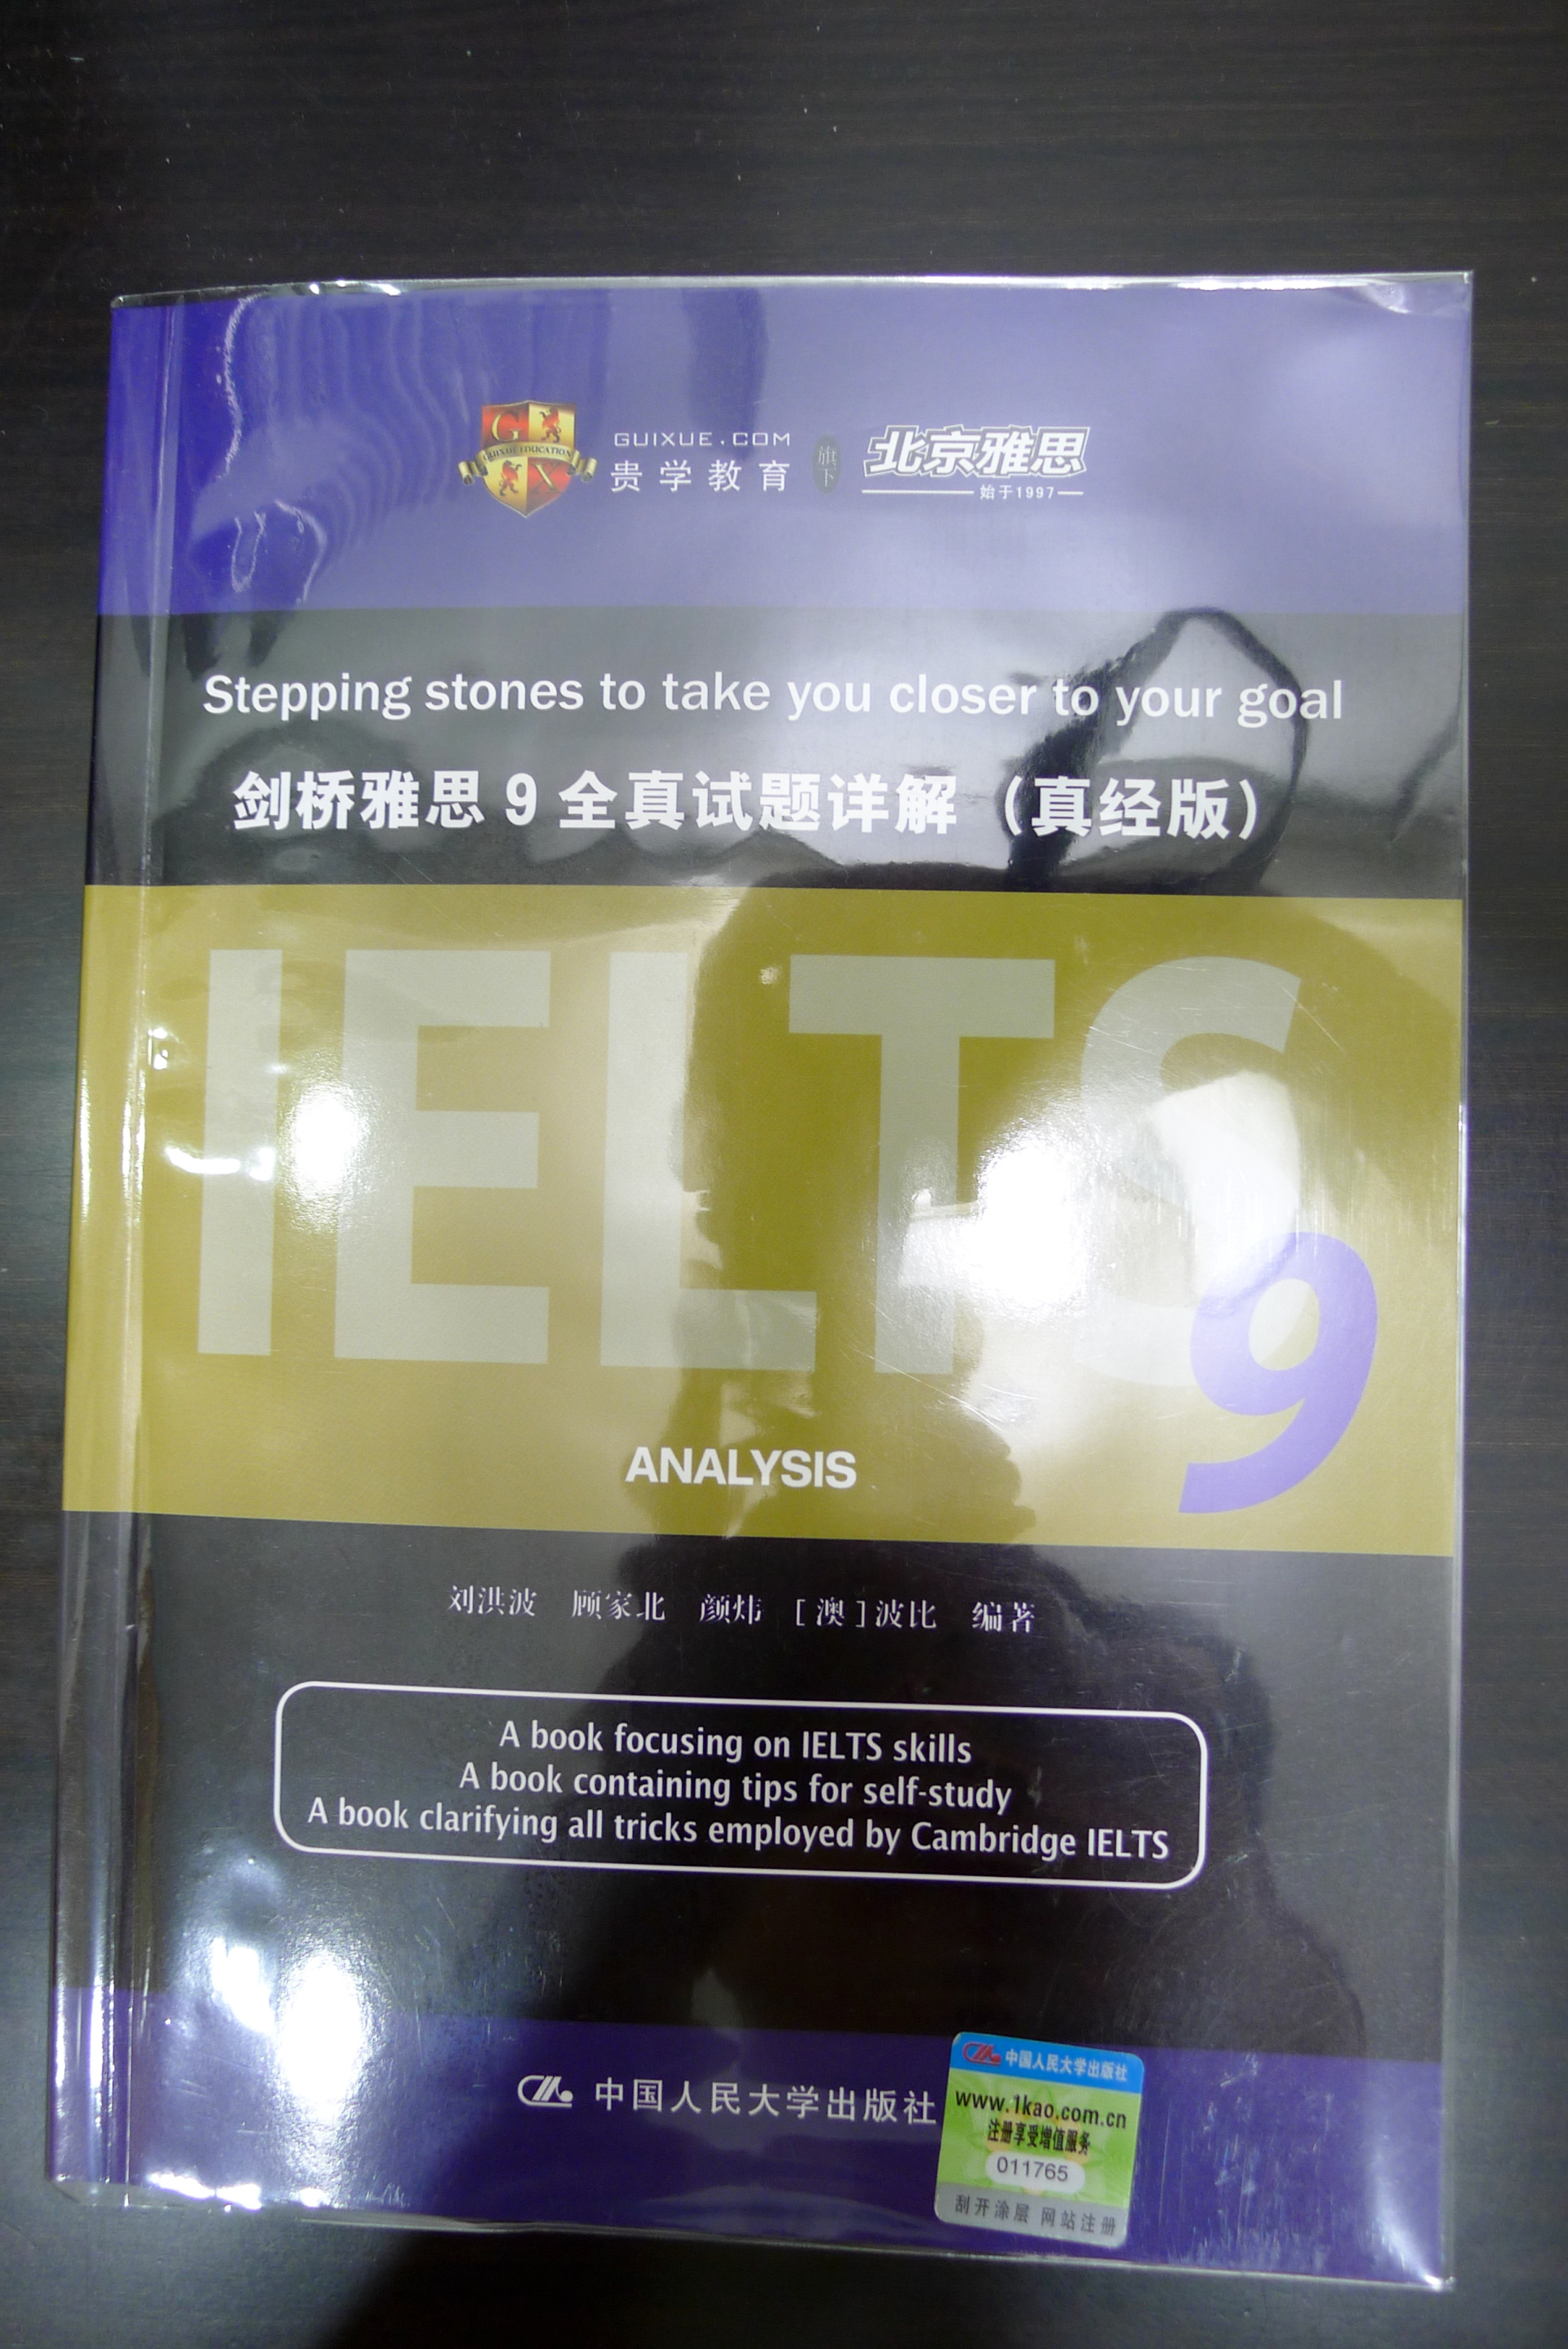 G
GUIXUE EDUCATION
X
GUIXUE.COM
贵学教育
旗下
北京雅思
始于1997
Stepping stones to take you closer to your goal
剑桥雅思9全真试题详解（真经版）
IELTS
9
ANALYSIS
刘洪波 顾家北 颜炜 [澳]波比 编著
A book focusing on IELTS skills
A book containing tips for self-study
A book clarifying all tricks employed by Cambridge IELTS
中国人民大学出版社
中国人民大学出版社
www.1kao.com.cn
注册享受增值服务
011765
刮开涂层 网站注册